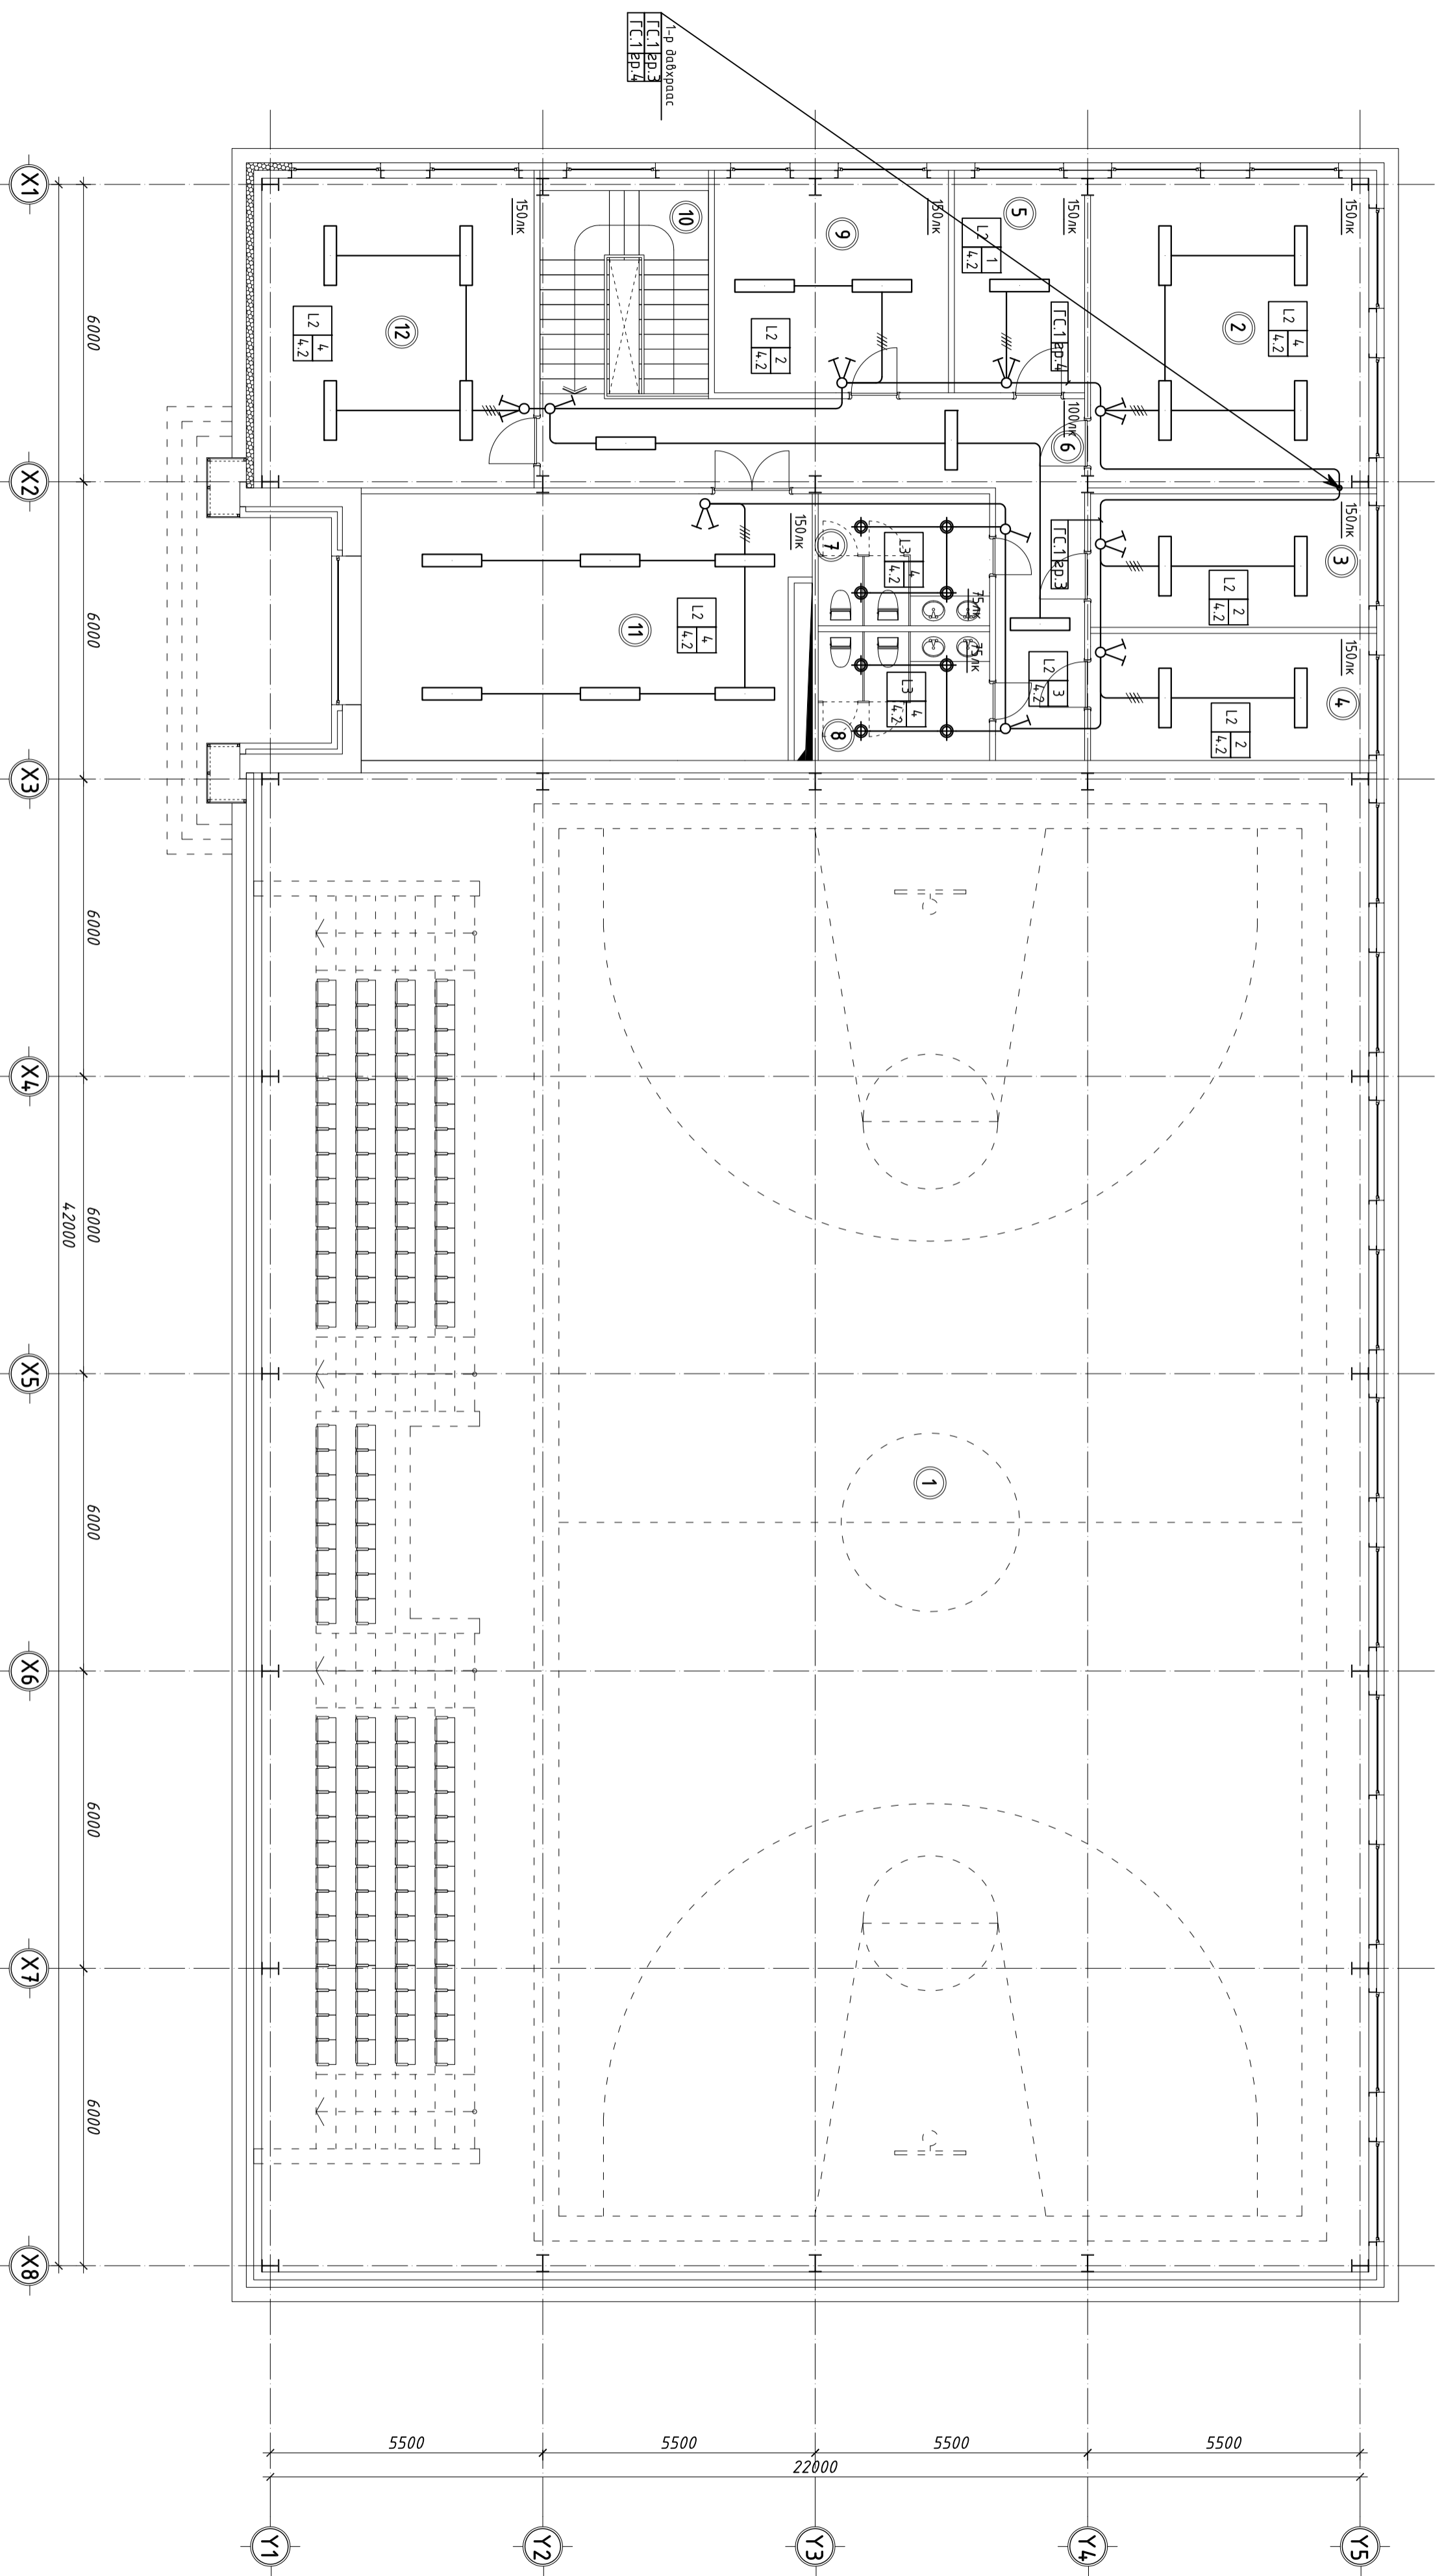 1-р давхраас
ГС.1 гр.3
ГС.1 гр.4
150лк
2
L2 4
4.2
150лк
3
L2 2
4.2
150лк
4
L2 2
4.2
150лк
5
L2 1
4.2
ГС.1 гр.4
100лк
6
ГС.1 гр.3
L2 3
4.2
75лк
75лк
7
L3 4
4.2
8
L3 4
4.2
150лк
9
L2 2
4.2
10
150лк
11
L2 4
4.2
150лк
12
L2 4
4.2
1
6000
6000
6000
6000
6000
6000
6000
42000
X1
X2
X3
X4
X5
X6
X7
X8
5500
5500
5500
5500
22000
Y1
Y2
Y3
Y4
Y5